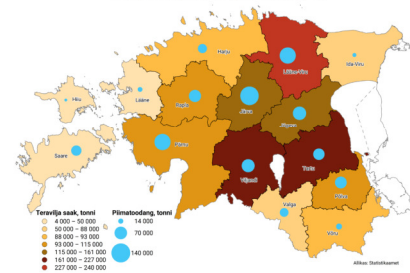 Harju
Ida-Viru
Lääne-Viru
Hiiu
Lääne
Rapla
Järva
Jõgeva
Saare
Pärnu
Viljandi
Tartu
Valga
Põlva
Võru
Teravilja saak, tonni
4 000 – 50 000
50 000 – 88 000
88 000 – 93 000
93 000 – 115 000
115 000 – 161 000
161 000 – 227 000
227 000 – 240 000
Piimatoodang, tonni
14 000
70 000
140 000
Allikas: Statistikaamet